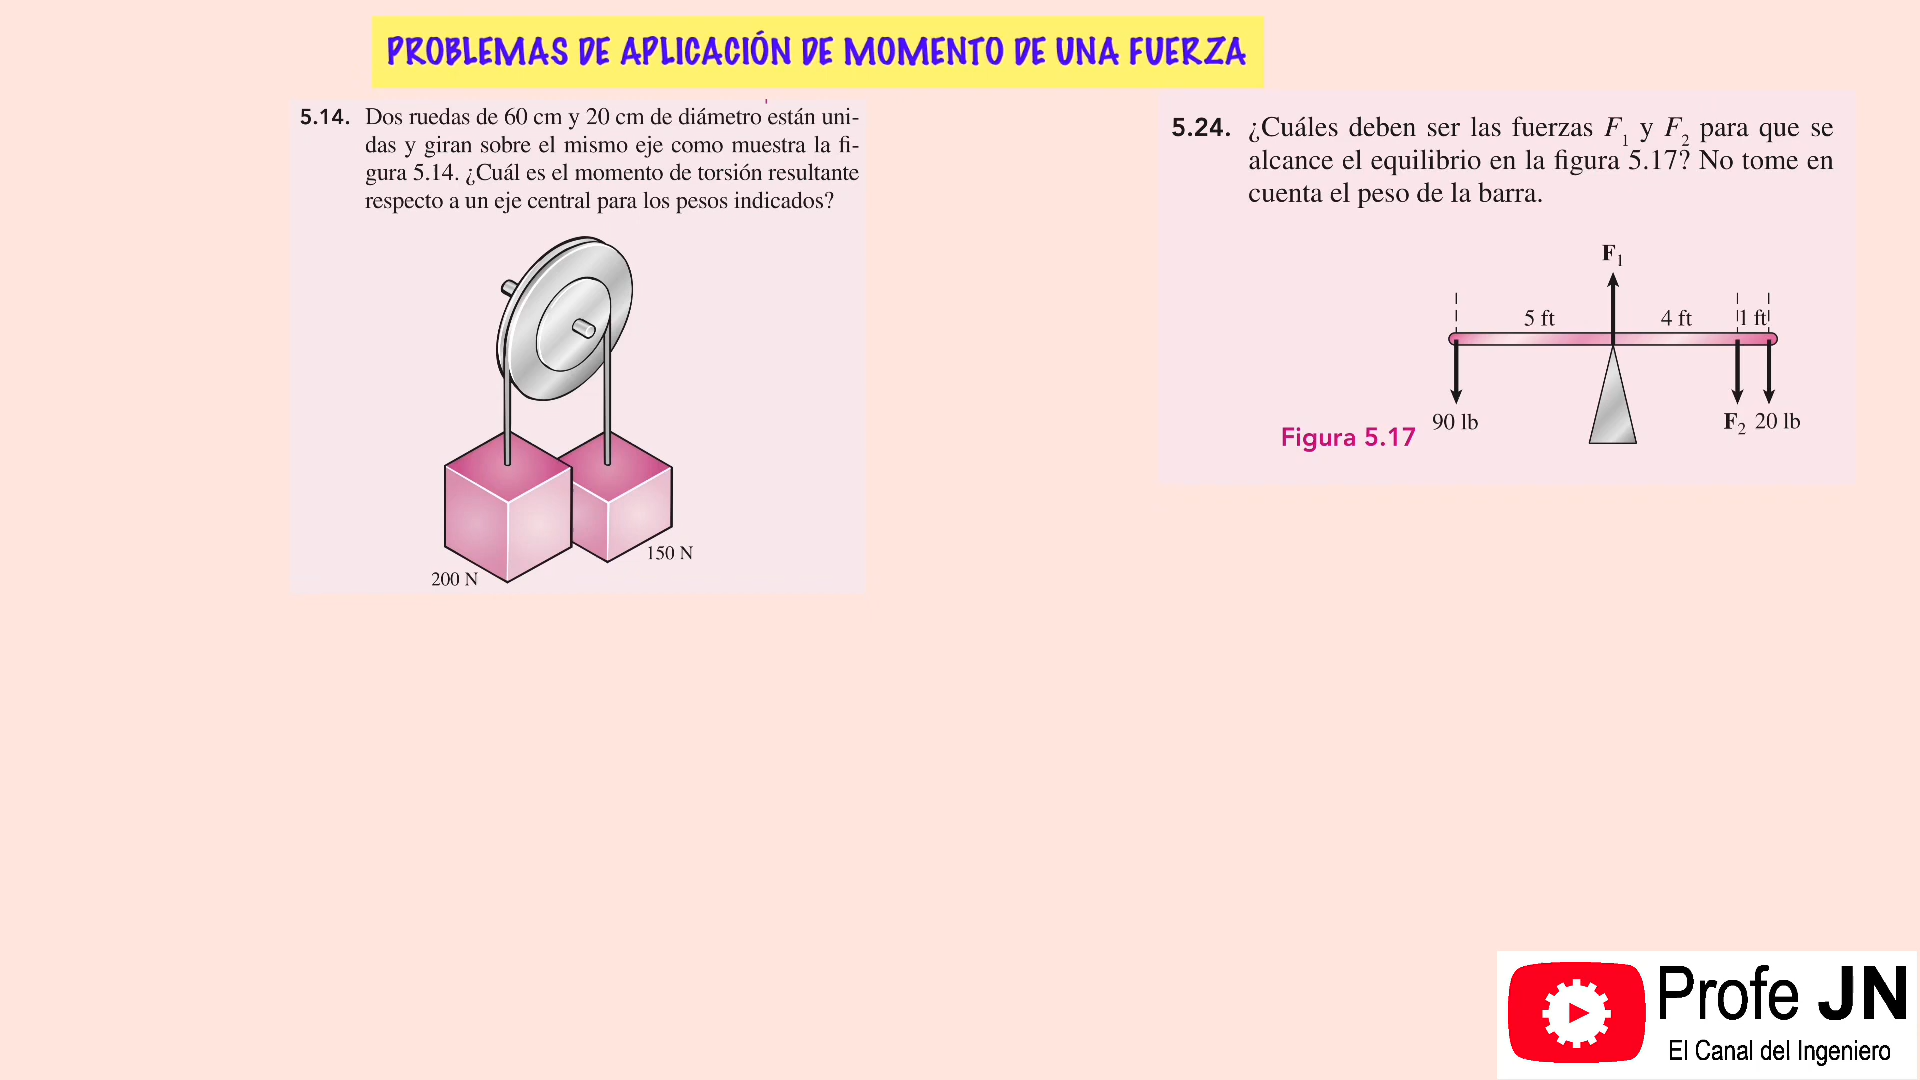 PROBLEMAS DE APLICACIÓN DE MOMENTO DE UNA FUERZA
5.14. Dos ruedas de 60 cm y 20 cm de diámetro están uni-
das y giran sobre el mismo eje como muestra la fi-
gura 5.14. ¿Cuál es el momento de torsión resultante
respecto a un eje central para los pesos indicados?
200 N
150 N
5.24. ¿Cuáles deben ser las fuerzas F₁ y F₂ para que se
alcance el equilibrio en la figura 5.17? No tome en
cuenta el peso de la barra.
F₁
5 ft 4 ft 1 ft
90 lb F₂ 20 lb
Figura 5.17
Profe JN
El Canal del Ingeniero